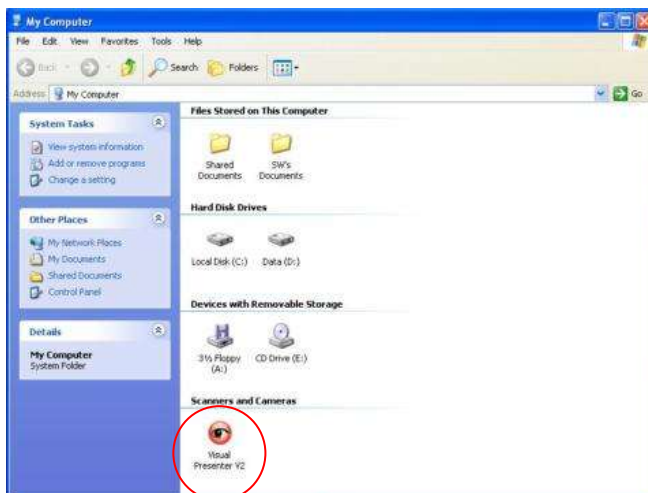 My Computer
File Edit View Favorites Tools Help
Back Search Folders
Address My Computer Go
System Tasks
View system information
Add or remove programs
Change a setting
Other Places
My Network Places
My Documents
Shared Documents
Control Panel
Details
My Computer
System Folder
Files Stored on This Computer
Shared Documents
SW's Documents
Hard Disk Drives
Local Disk (C:) Data (D:)
Devices with Removable Storage
3½ Floppy (A:)
CD Drive (E:)
Scanners and Cameras
Visual
Presenter V2